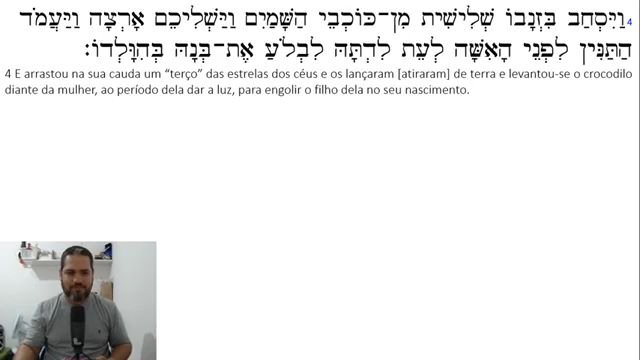 4 וַיִּסְחַב בִּזְנָבוֹ שְׁלִישִׁית מִן־כּוֹכְבֵי הַשָּׁמַיִם וַיַּשְׁלִיכֵם אָרְצָה וַיַּעֲמֹד
הַתַּנִּין לִפְנֵי הָאִשָּׁה לְעֵת לִדְתָּהּ לִבְלֹעַ אֶת־בְּנָהּ בְּהִוָּלְדוֹ׃
4 E arrastou na sua cauda um “terço” das estrelas dos céus e os lançaram [atiraram] de terra e levantou-se o crocodilo
diante da mulher, ao período dela dar a luz, para engolir o filho dela no seu nascimento.